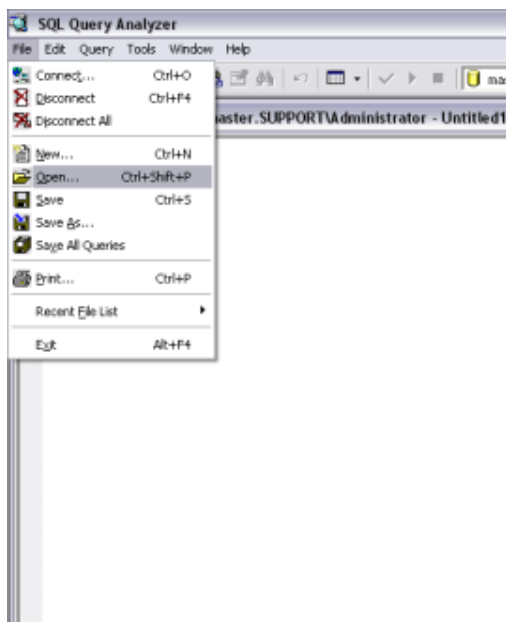 SQL Query Analyzer
File Edit Query Tools Window Help
Connect... Ctrl+O
Disconnect Ctrl+F4
Disconnect All
aster.SUPPORT\Administrator - Untitled1
New... Ctrl+N
Open... Ctrl+Shift+P
Save Ctrl+S
Save As...
Save All Queries
Print... Ctrl+P
Recent File List
Exit Alt+F4